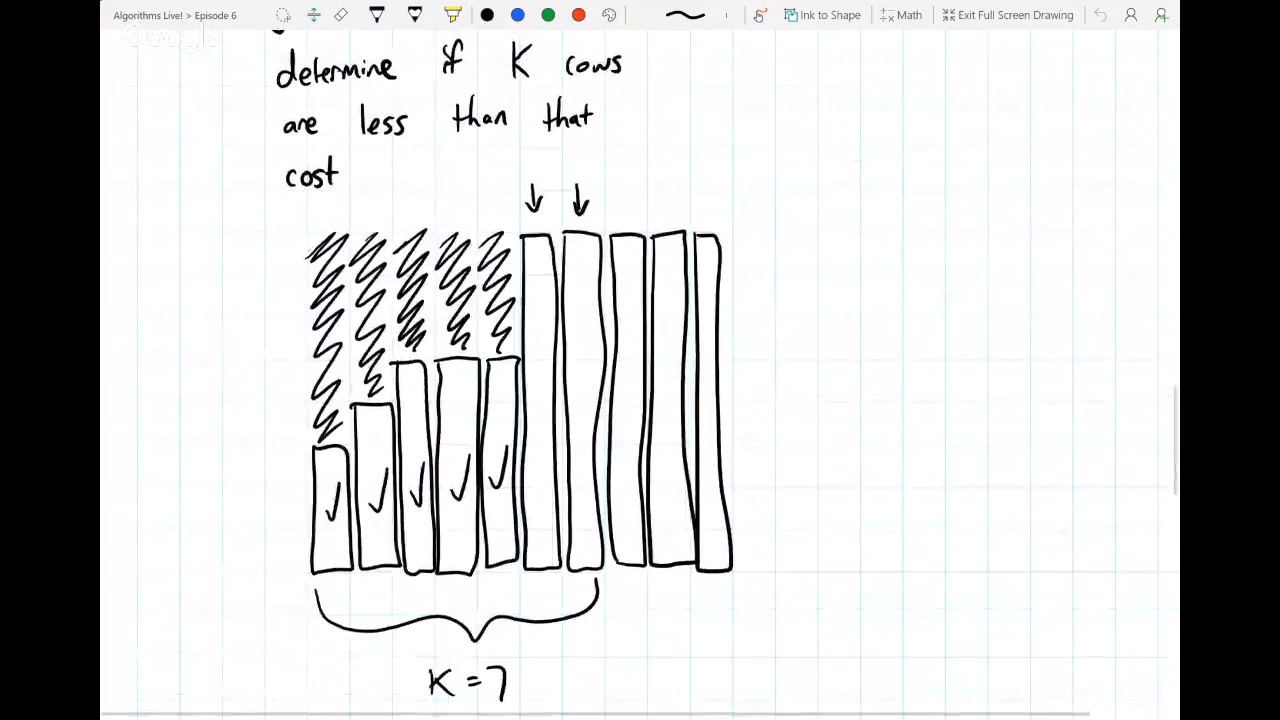 Algorithms Live! > Episode 6
Ink to Shape
Math
Exit Full Screen Drawing
Google
determine if K cows
are less than that
cost
K = 7